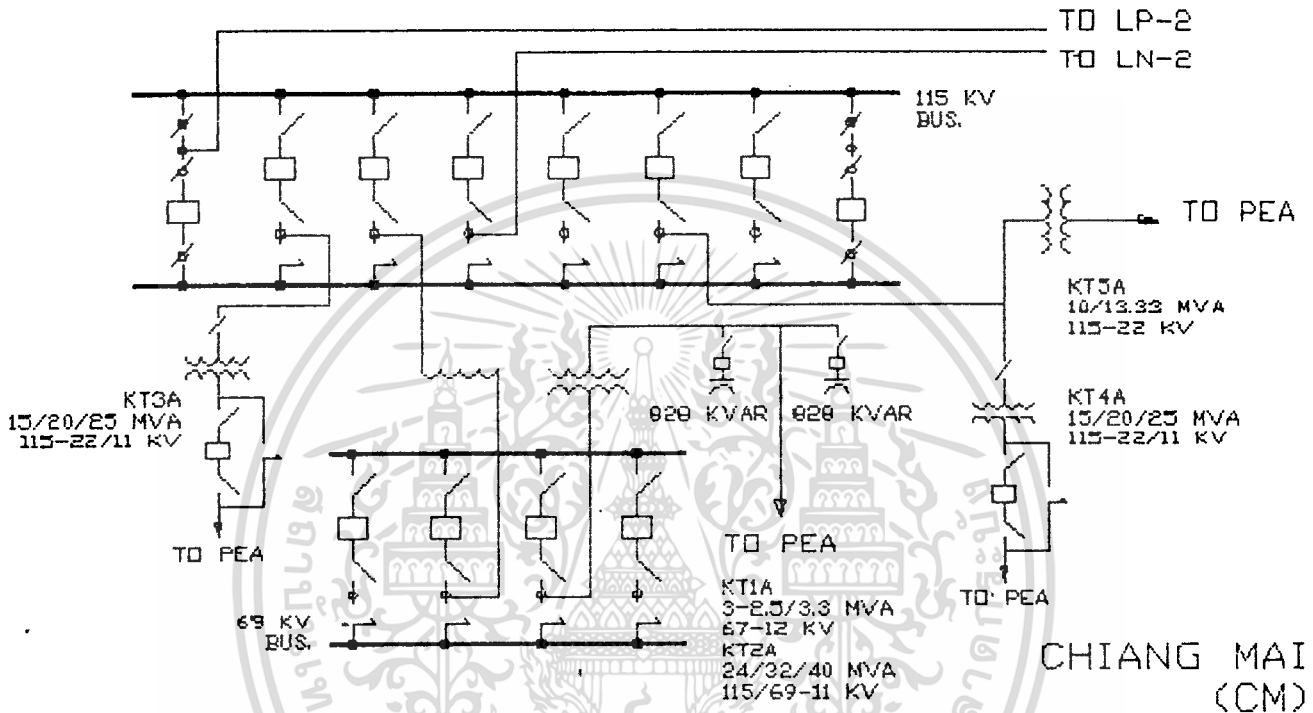 TO LP-2
TO LN-2
115 KV
BUS.
TO PEA
KT5A
10/13.33 MVA
115-22 KV
KT3A
15/20/25 MVA
115-22/11 KV
828 KVAR
828 KVAR
KT4A
15/20/25 MVA
115-22/11 KV
TO PEA
TO PEA
TO PEA
69 KV
BUS.
KT1A
3-2.5/3.3 MVA
67-12 KV
KT2A
24/32/40 MVA
115/69-11 KV
CHIANG MAI
(CM)